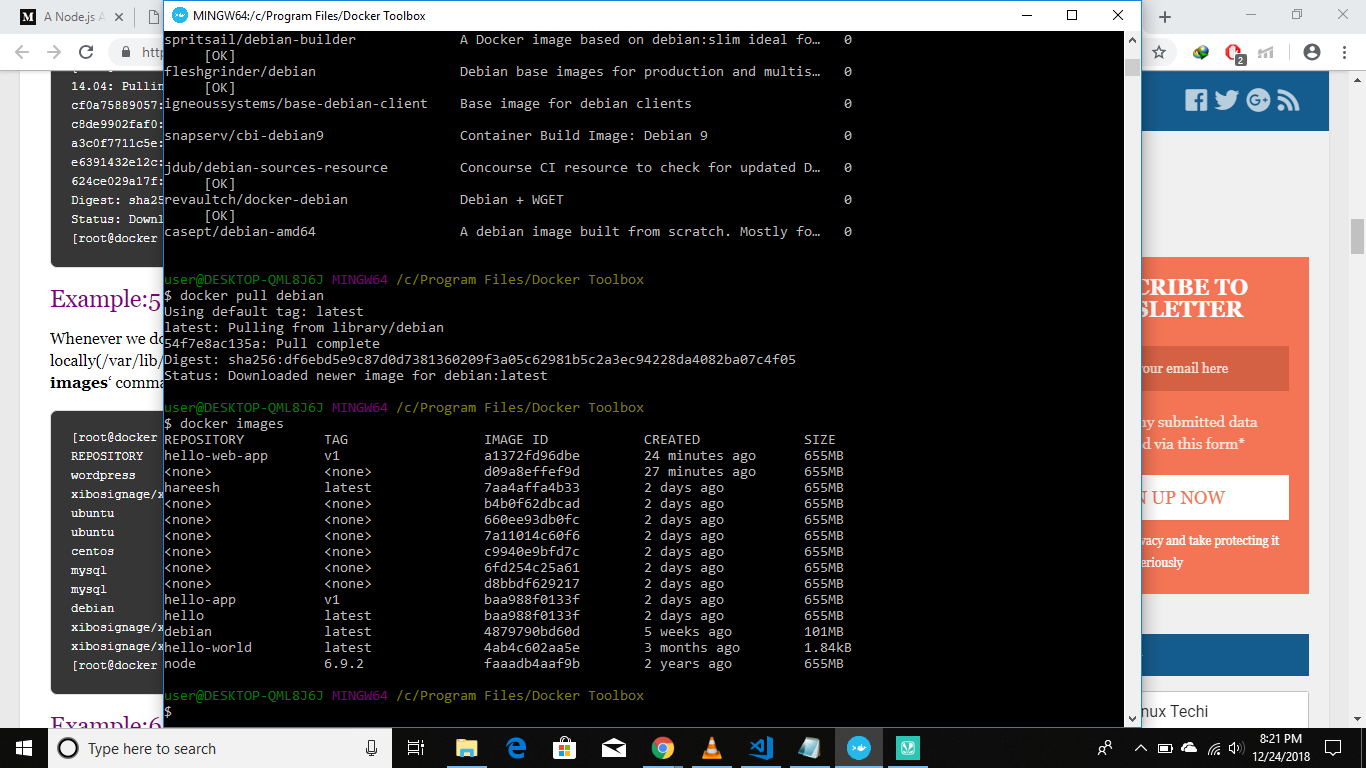 A Node.js A
MINGW64:/c/Program Files/Docker Toolbox
14.04: Pullin
cf0a75889057:
c8de9902faf0:
a3c0f7711c5e:
e6391432e12c:
624ce029a17f:
Digest: sha25
Status: Downl
[root@docker
Example:5
Whenever we do
locally(/var/lib/
images‘ comma
[root@docker
REPOSITORY
wordpress
xibosignage/x
ubuntu
ubuntu
centos
mysql
mysql
debian
xibosignage/x
xibosignage/x
[root@docker
Example:6
spritsail/debian-builder A Docker image based on debian:slim ideal fo… 0
[OK]
fleshgrinder/debian Debian base images for production and multis… 0
[OK]
igneoussystems/base-debian-client Base image for debian clients 0
snapserv/cbi-debian9 Container Build Image: Debian 9 0
jdub/debian-sources-resource Concourse CI resource to check for updated D… 0
[OK]
revaultch/docker-debian Debian + WGET 0
[OK]
casept/debian-amd64 A debian image built from scratch. Mostly fo… 0
user@DESKTOP-QML8J6J MINGW64 /c/Program Files/Docker Toolbox
$ docker pull debian
Using default tag: latest
latest: Pulling from library/debian
54f7e8ac135a: Pull complete
Digest: sha256:df6ebd5e9c87d0d7381360209f3a05c62981b5c2a3ec94228da4082ba07c4f05
Status: Downloaded newer image for debian:latest
user@DESKTOP-QML8J6J MINGW64 /c/Program Files/Docker Toolbox
$ docker images
REPOSITORY TAG IMAGE ID CREATED SIZE
hello-web-app v1 a1372fd96dbe 24 minutes ago 655MB
<none> <none> d09a8effef9d 27 minutes ago 655MB
hareesh latest 7aa4affa4b33 2 days ago 655MB
<none> <none> b4b0f62dbcad 2 days ago 655MB
<none> <none> 660ee93db0fc 2 days ago 655MB
<none> <none> 7a11014c60f6 2 days ago 655MB
<none> <none> c9940e9bfd7c 2 days ago 655MB
<none> <none> 6fd254c25a61 2 days ago 655MB
<none> <none> d8bbdf629217 2 days ago 655MB
hello-app v1 baa988f0133f 2 days ago 655MB
hello latest baa988f0133f 2 days ago 655MB
debian latest 4879790bd60d 5 weeks ago 101MB
hello-world latest 4ab4c602aa5e 3 months ago 1.84kB
node 6.9.2 faaadb4aaf9b 2 years ago 655MB
user@DESKTOP-QML8J6J MINGW64 /c/Program Files/Docker Toolbox
$
2
CRIBE TO
SLETTER
our email here
ny submitted data
d via this form*
N UP NOW
vacy and take protecting it
eriously
nux Techi
Type here to search
8:21 PM
12/24/2018